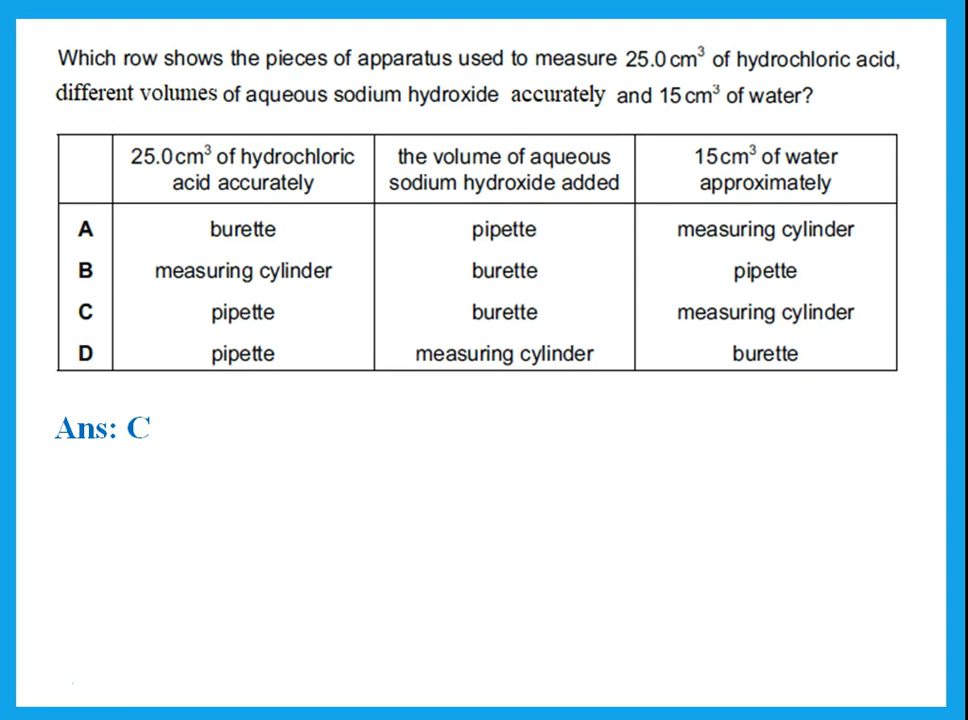 Which row shows the pieces of apparatus used to measure 25.0 cm³ of hydrochloric acid,
different volumes of aqueous sodium hydroxide accurately and 15 cm³ of water?
25.0 cm³ of hydrochloric acid accurately | the volume of aqueous sodium hydroxide added | 15 cm³ of water approximately
A burette pipette measuring cylinder
B measuring cylinder burette pipette
C pipette burette measuring cylinder
D pipette measuring cylinder burette
Ans: C